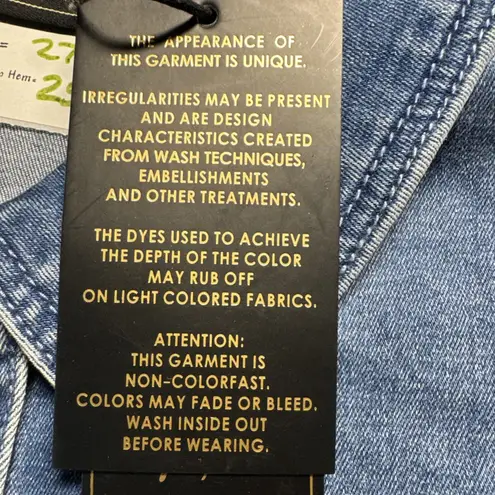 = 27
Hem=
THE APPEARANCE OF
THIS GARMENT IS UNIQUE.
IRREGULARITIES MAY BE PRESENT
AND ARE DESIGN
CHARACTERISTICS CREATED
FROM WASH TECHNIQUES,
EMBELLISHMENTS
AND OTHER TREATMENTS.
THE DYES USED TO ACHIEVE
THE DEPTH OF THE COLOR
MAY RUB OFF
ON LIGHT COLORED FABRICS.
ATTENTION:
THIS GARMENT IS
NON-COLORFAST.
COLORS MAY FADE OR BLEED.
WASH INSIDE OUT
BEFORE WEARING.